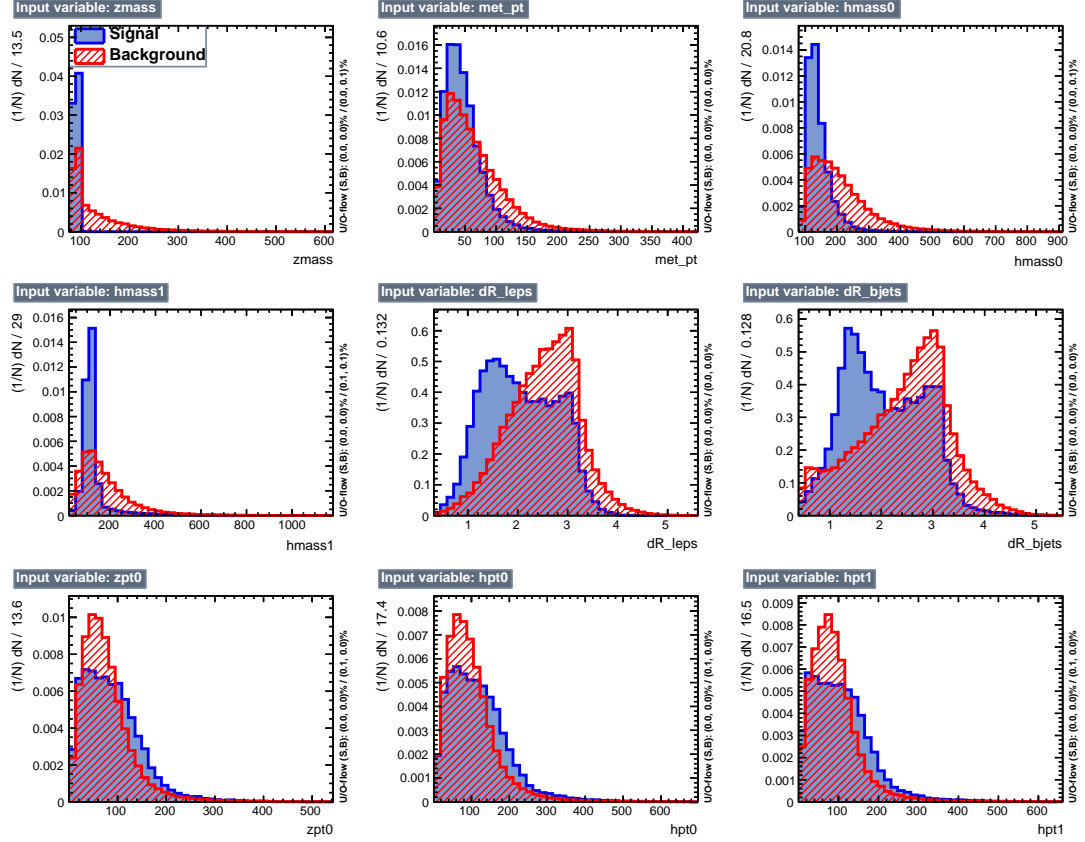 Input variable: zmass
(1/N) dN / 13.5
0.05
0.04
0.03
0.02
0.01
0
Signal
Background
100 200 300 400 500 600
zmass
U/O-flow (S,B): (0.0, 0.0)% / (0.0, 0.1)%
Input variable: met_pt
(1/N) dN / 10.6
0.016
0.014
0.012
0.01
0.008
0.006
0.004
0.002
0
50 100 150 200 250 300 350 400
met_pt
U/O-flow (S,B): (0.0, 0.0)% / (0.0, 0.0)%
Input variable: hmass0
(1/N) dN / 20.8
0.014
0.012
0.01
0.008
0.006
0.004
0.002
0
100 200 300 400 500 600 700 800 900
hmass0
U/O-flow (S,B): (0.0, 0.0)% / (0.0, 0.1)%
Input variable: hmass1
(1/N) dN / 29
0.016
0.014
0.012
0.01
0.008
0.006
0.004
0.002
0
200 400 600 800 1000
hmass1
U/O-flow (S,B): (0.0, 0.0)% / (0.1, 0.1)%
Input variable: dR_leps
(1/N) dN / 0.132
0.6
0.5
0.4
0.3
0.2
0.1
0
1 2 3 4 5
dR_leps
U/O-flow (S,B): (0.0, 0.0)% / (0.0, 0.0)%
Input variable: dR_bjets
(1/N) dN / 0.128
0.6
0.5
0.4
0.3
0.2
0.1
0
1 2 3 4 5
dR_bjets
U/O-flow (S,B): (0.0, 0.0)% / (0.0, 0.0)%
Input variable: zpt0
(1/N) dN / 13.6
0.01
0.008
0.006
0.004
0.002
0
100 200 300 400 500
zpt0
U/O-flow (S,B): (0.0, 0.0)% / (0.1, 0.0)%
Input variable: hpt0
(1/N) dN / 17.4
0.008
0.007
0.006
0.005
0.004
0.003
0.002
0.001
0
100 200 300 400 500 600
hpt0
U/O-flow (S,B): (0.0, 0.0)% / (0.1, 0.0)%
Input variable: hpt1
(1/N) dN / 16.5
0.009
0.008
0.007
0.006
0.005
0.004
0.003
0.002
0.001
0
100 200 300 400 500 600
hpt1
U/O-flow (S,B): (0.0, 0.0)% / (0.1, 0.0)%